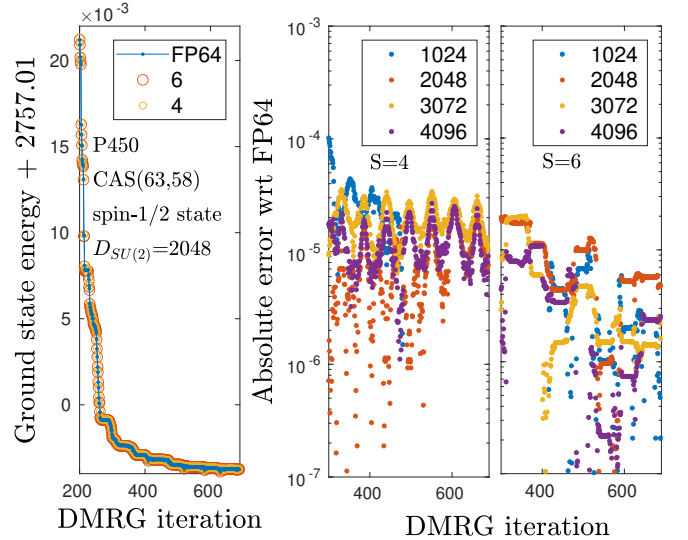 ×10⁻³
Ground state energy + 2757.01
20
15
10
5
0
FP64
6
4
P450
CAS(63,58)
spin-1/2 state
D_{SU(2)}=2048
200
400
600
DMRG iteration
Absolute error wrt FP64
10⁻³
10⁻⁴
10⁻⁵
10⁻⁶
10⁻⁷
1024
2048
3072
4096
S=4
400
600
1024
2048
3072
4096
S=6
400
600
DMRG iteration